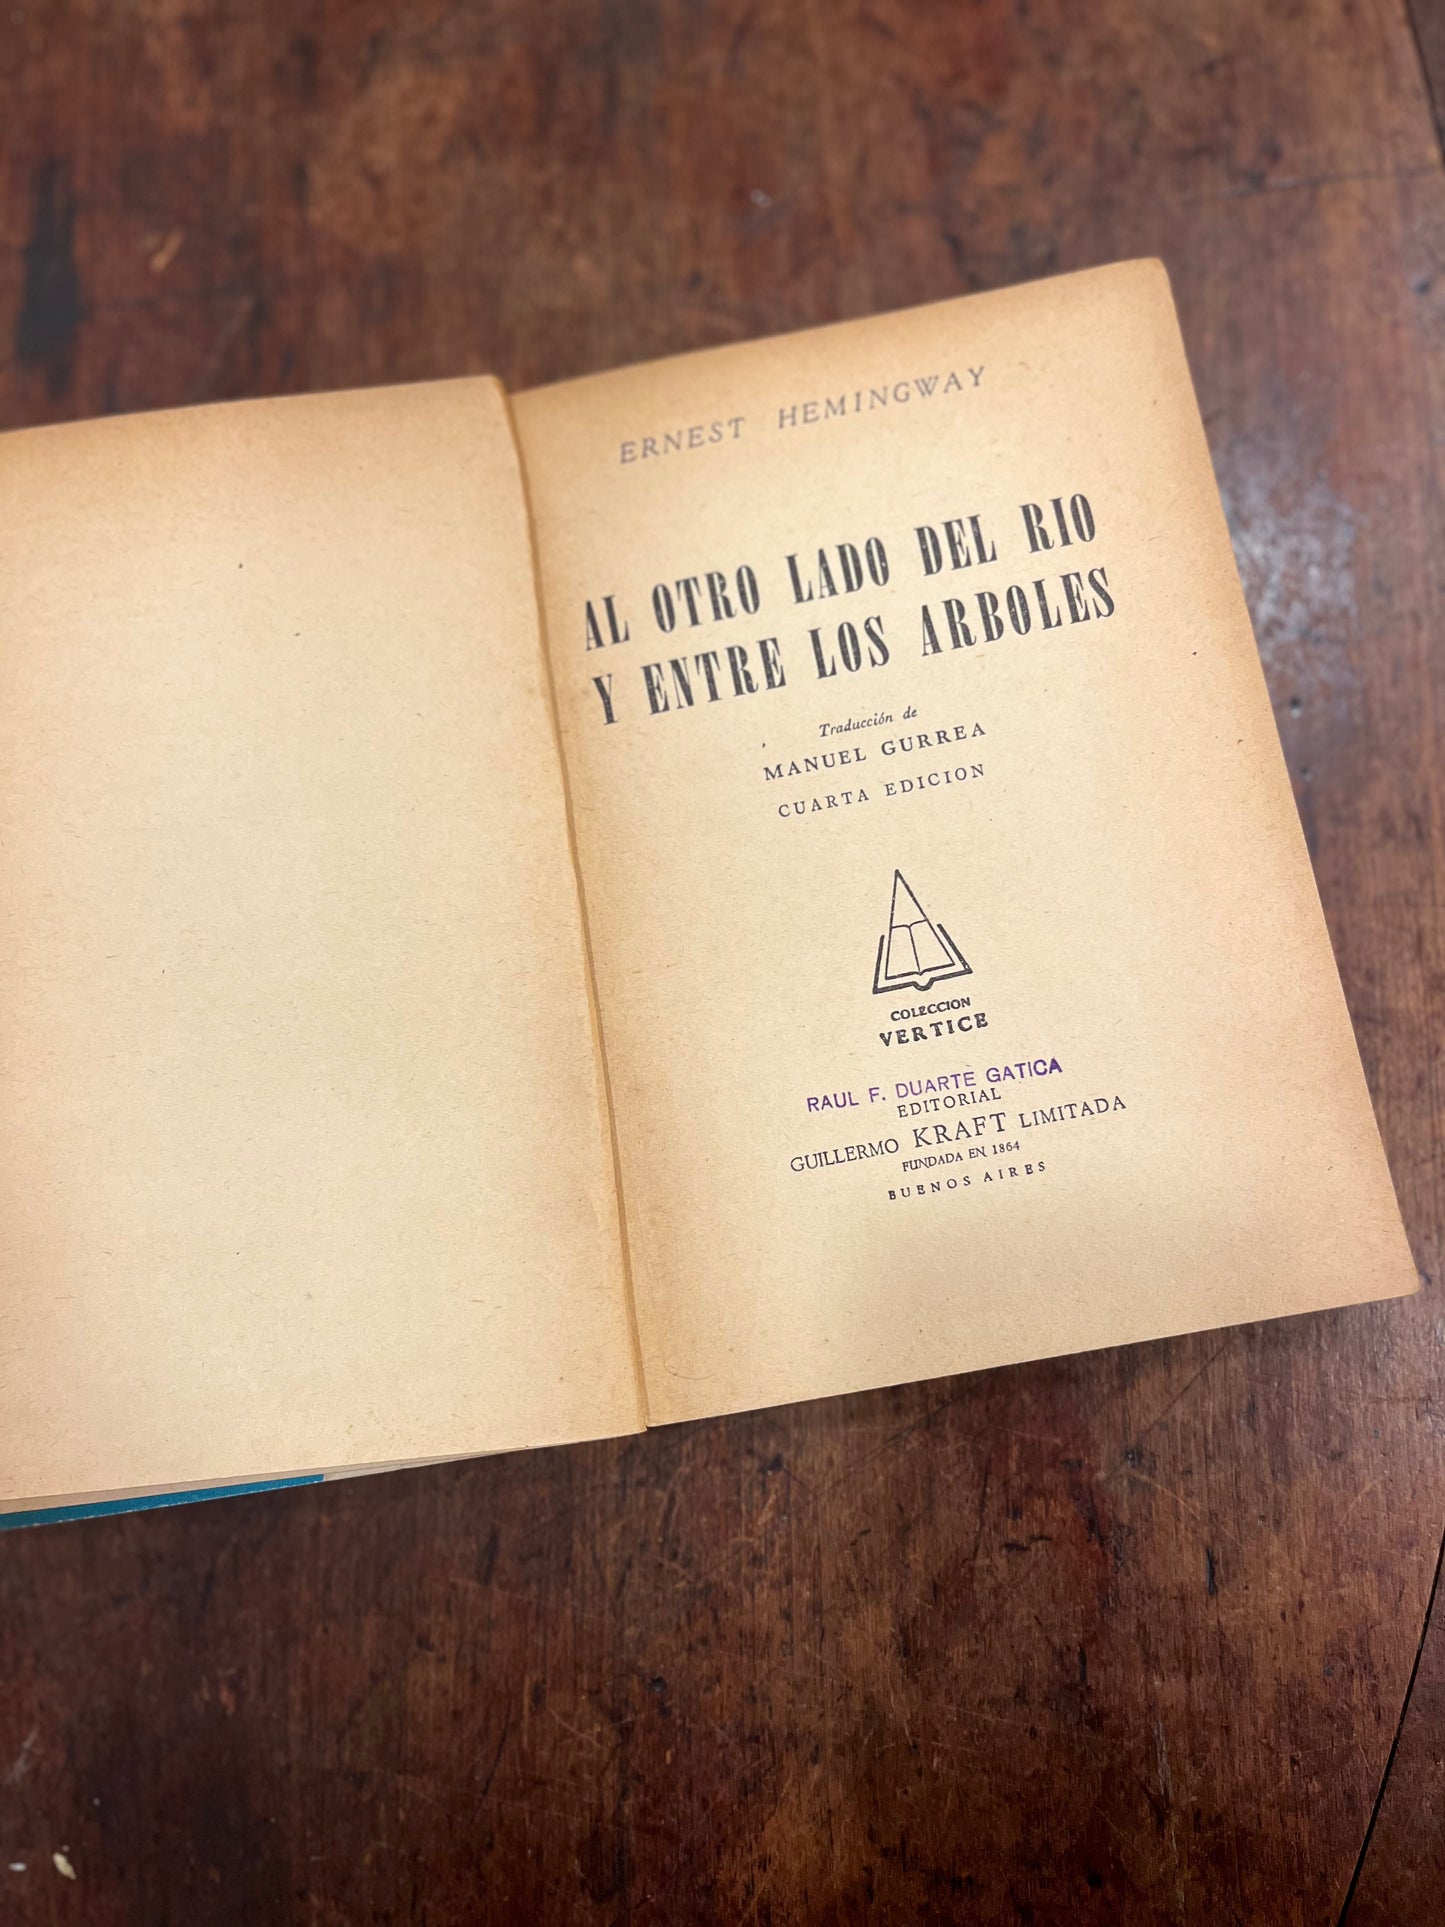 ERNEST HEMINGWAY
AL OTRO LADO DEL RIO
Y ENTRE LOS ARBOLES
Traducción de
MANUEL GURREA
CUARTA EDICION
COLECCION
VERTICE
RAUL F. DUARTE GATICA
EDITORIAL
GUILLERMO KRAFT LIMITADA
FUNDADA EN 1864
BUENOS AIRES